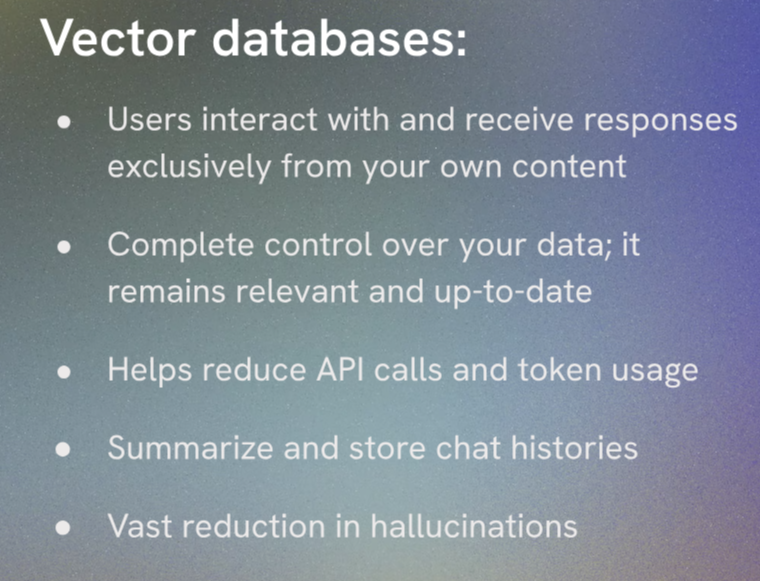 Vector databases:
● Users interact with and receive responses
exclusively from your own content
● Complete control over your data; it
remains relevant and up-to-date
● Helps reduce API calls and token usage
● Summarize and store chat histories
● Vast reduction in hallucinations